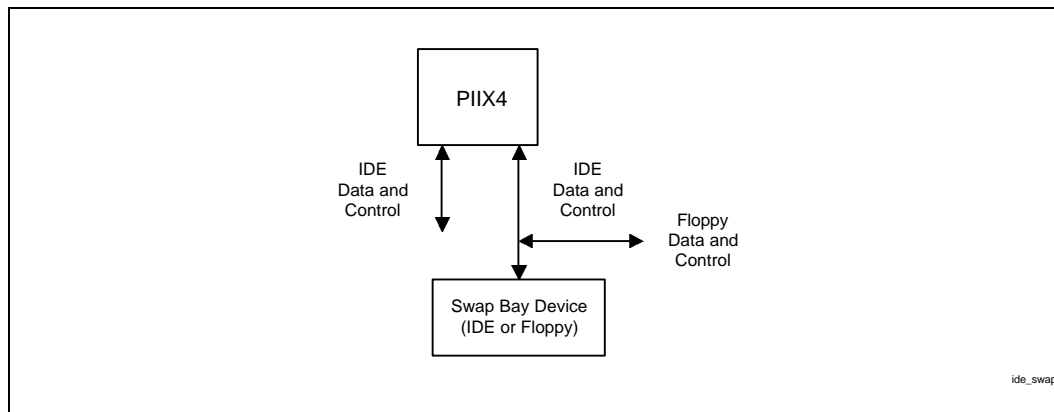 PIIX4
IDE
Data and
Control
IDE
Data and
Control
Floppy
Data and
Control
Swap Bay Device
(IDE or Floppy)
ide_swap